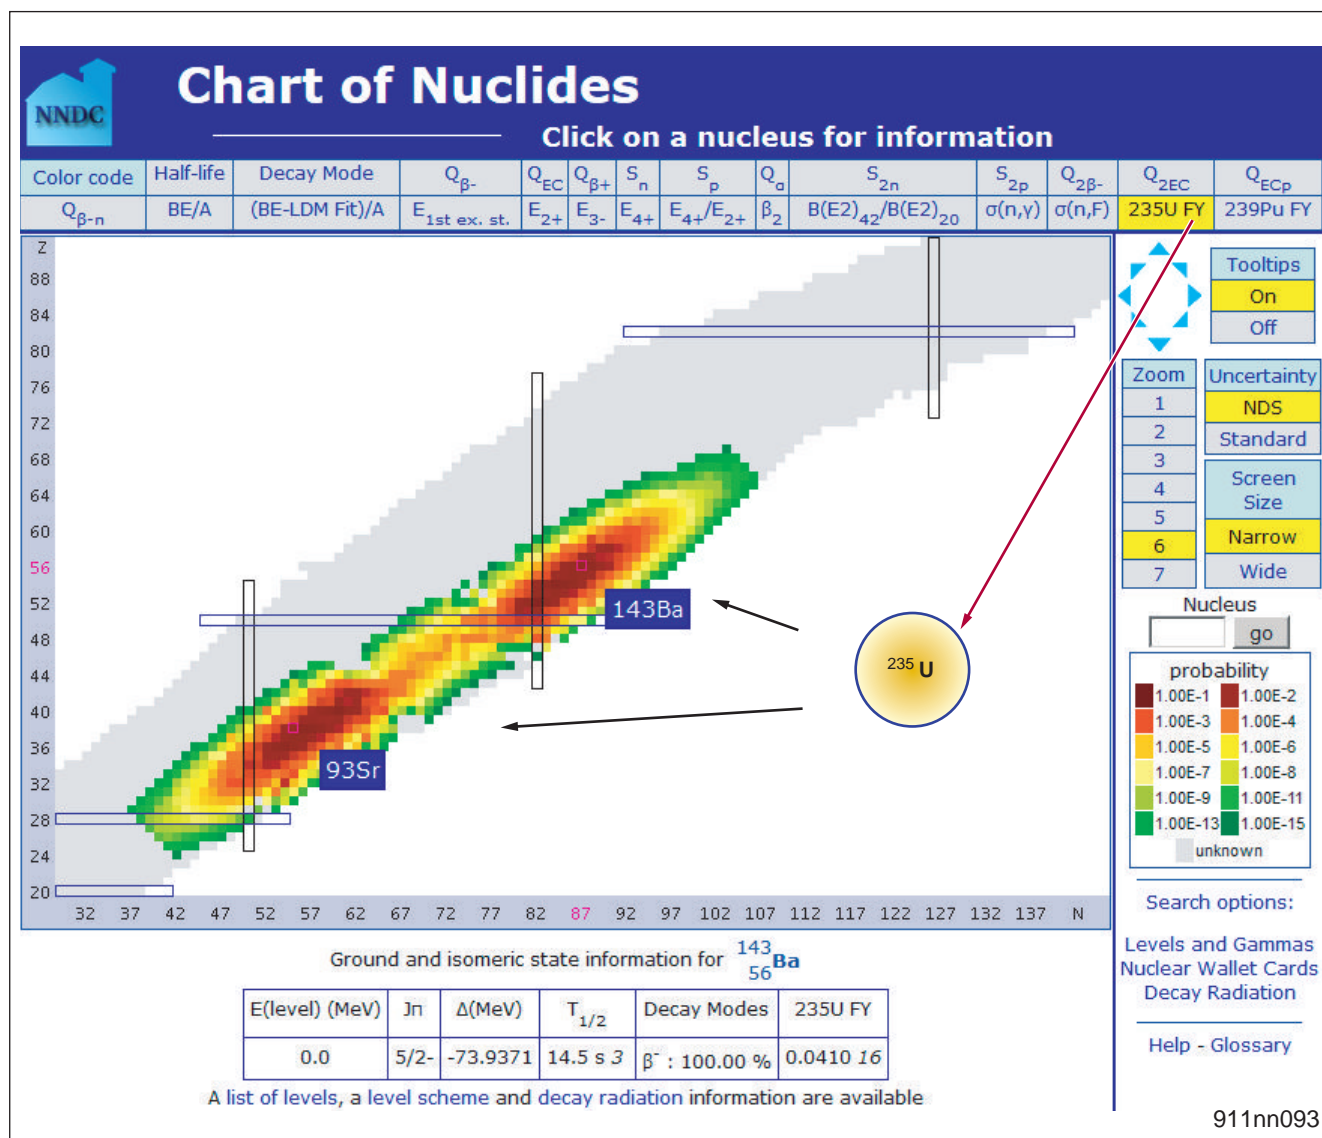 NNDC
Chart of Nuclides
Click on a nucleus for information
Color code Half-life Decay Mode Qβ- QEC Qβ+ Sn Sp Qα S2n S2p Q2β- Q2EC QECp
Qβ-n BE/A (BE-LDM Fit)/A E1st ex. st. E2+ E3- E4+ E4+/E2+ β2 B(E2)42/B(E2)20 σ(n,γ) σ(n,F) 235U FY 239Pu FY
Z
88
84
80
76
72
68
64
60
56
52
48
44
40
36
32
28
24
20
143Ba
93Sr
235U
32 37 42 47 52 57 62 67 72 77 82 87 92 97 102 107 112 117 122 127 132 137 N
Tooltips
On
Off
Zoom
1
2
3
4
5
6
7
Uncertainty
NDS
Standard
Screen
Size
Narrow
Wide
Nucleus
go
probability
1.00E-1 1.00E-2
1.00E-3 1.00E-4
1.00E-5 1.00E-6
1.00E-7 1.00E-8
1.00E-9 1.00E-11
1.00E-13 1.00E-15
unknown
Search options:
Levels and Gammas
Nuclear Wallet Cards
Decay Radiation
Help - Glossary
Ground and isomeric state information for 143 56 Ba
E(level) (MeV) Jπ Δ(MeV) T1/2 Decay Modes 235U FY
0.0 5/2- -73.9371 14.5 s 3 β- : 100.00 % 0.0410 16
A list of levels, a level scheme and decay radiation information are available
911nn093